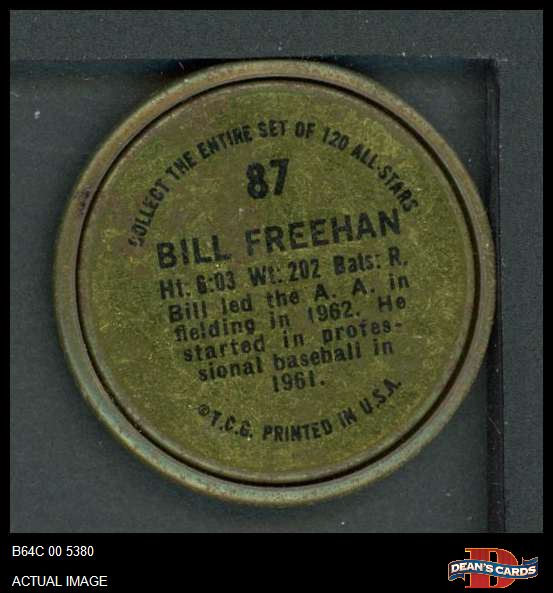 COLLECT THE ENTIRE SET OF 120 ALL-STARS
87
BILL FREEHAN
Ht: 6:03 Wt: 202 Bats: R.
Bill led the A. A. in
fielding in 1962. He
started in profes-
sional baseball in
1961.
©T.C.G. PRINTED IN U.S.A.
B64C 00 5380
ACTUAL IMAGE
D
DEAN'S CARDS